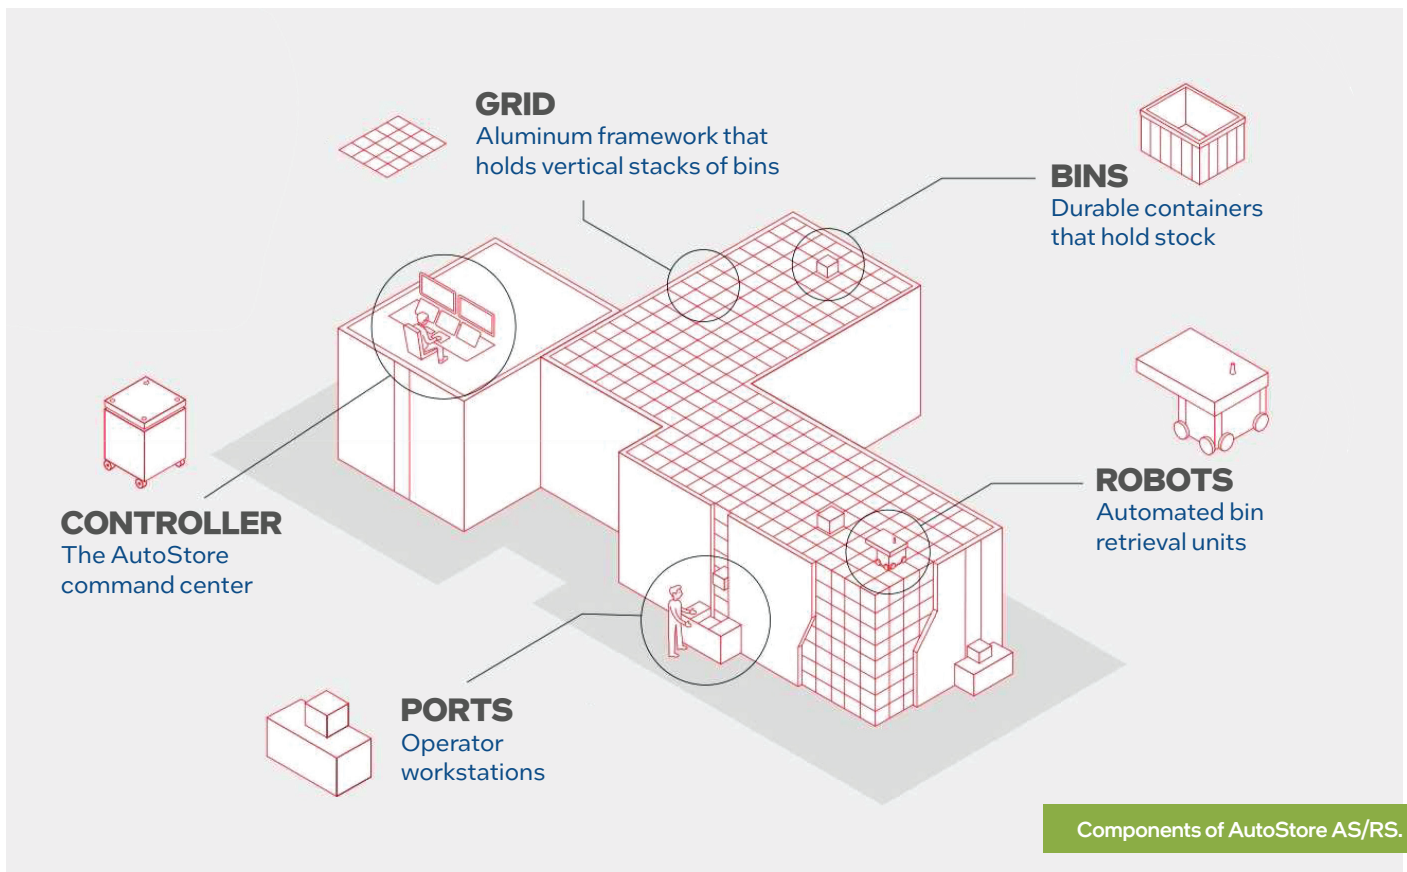 GRID
Aluminum framework that
holds vertical stacks of bins
BINS
Durable containers
that hold stock
ROBOTS
Automated bin
retrieval units
CONTROLLER
The AutoStore
command center
PORTS
Operator
workstations
Components of AutoStore AS/RS.